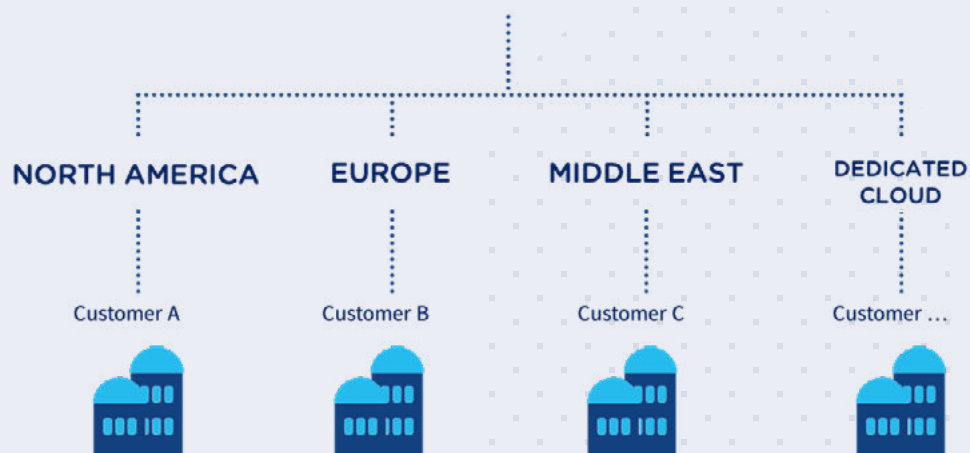 NORTH AMERICA
EUROPE
MIDDLE EAST
DEDICATED
CLOUD
Customer A
Customer B
Customer C
Customer ...